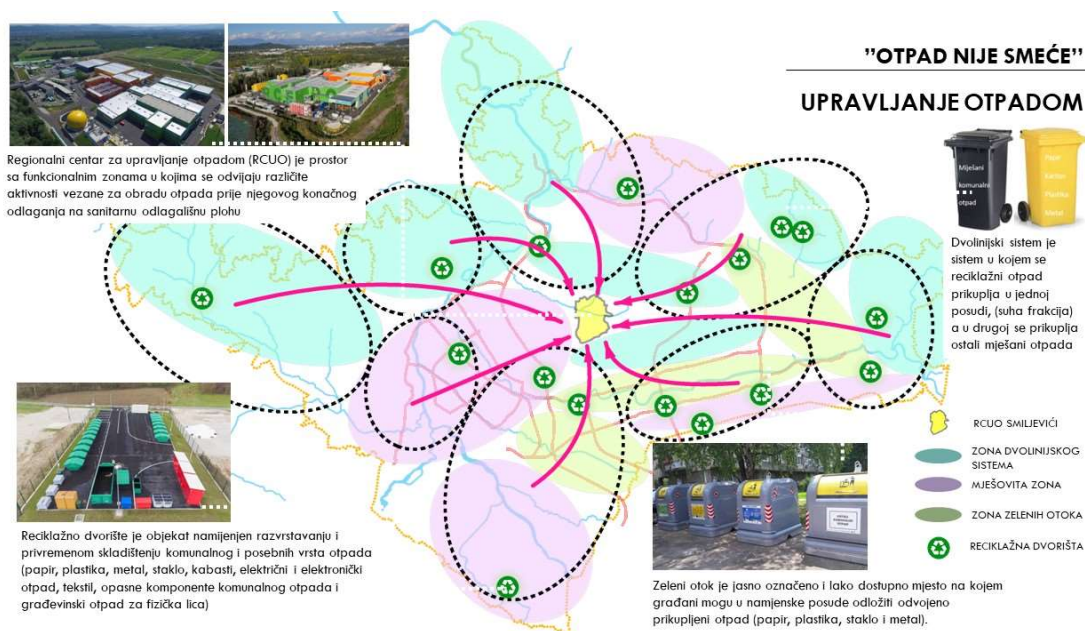 "OTPAD NIJE SMEĆE"
UPRAVLJANJE OTPADOM
Regionalni centar za upravljanje otpadom (RCUO) je prostor
sa funkcionalnim zonama u kojima se odvijaju različite
aktivnosti vezane za obradu otpada prije njegovog konačnog
odlaganja na sanitarnu odlagališnu plohu
Miješani
komunalni
otpad
Papir
Karton
Plastika
Metal
Dvolinijski sistem je
sistem u kojem se
reciklažni otpad
prikuplja u jednoj
posudi, (suha frakcija)
a u drugoj se prikuplja
ostali mješani otpada
RCUO SMILJEVIĆI
ZONA DVOLINIJSKOG
SISTEMA
MJEŠOVITA ZONA
ZONA ZELENIH OTOKA
RECIKLAŽNA DVORIŠTA
Reciklažno dvorište je objekat namijenjen razvrstavanju i
privremenom skladištenju komunalnog i posebnih vrsta otpada
(papir, plastika, metal, staklo, kabasti, električni i elektronički
otpad, tekstil, opasne komponente komunalnog otpada i
građevinski otpad za fizička lica)
Zeleni otok je jasno označeno i lako dostupno mjesto na kojem
građani mogu u namjenske posude odložiti odvojeno
prikupljeni otpad (papir, plastika, staklo i metal).